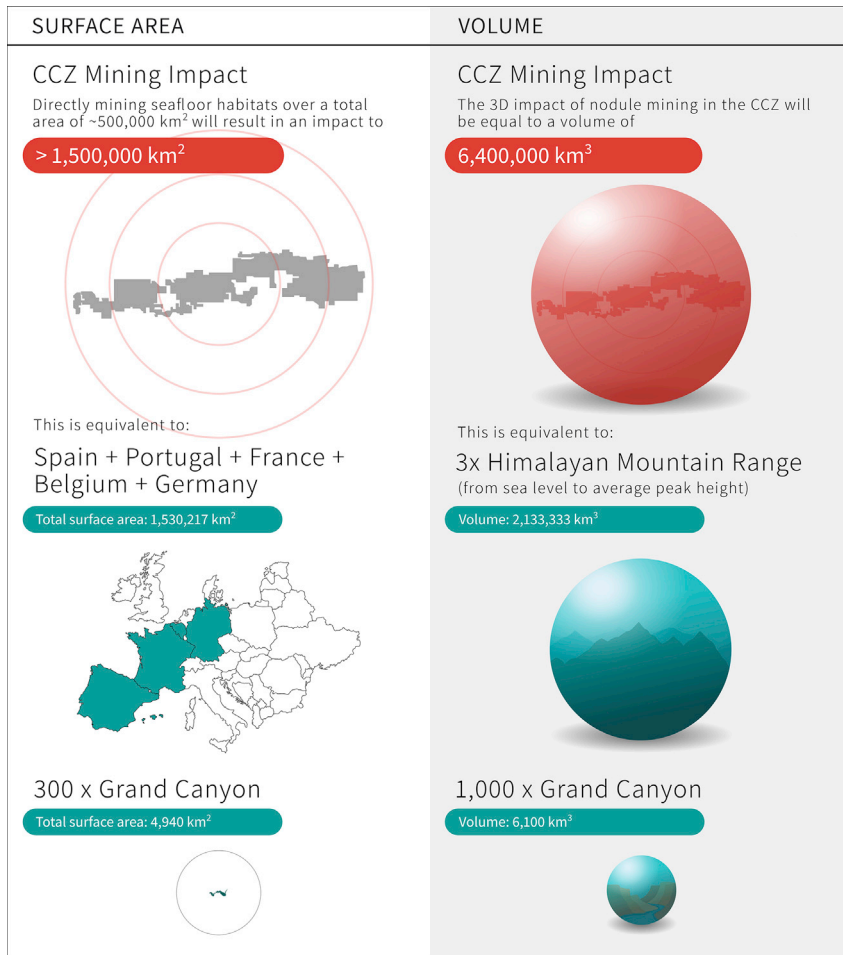 SURFACE AREA
CCZ Mining Impact
Directly mining seafloor habitats over a total
area of ~500,000 km² will result in an impact to
> 1,500,000 km²
This is equivalent to:
Spain + Portugal + France +
Belgium + Germany
Total surface area: 1,530,217 km²
300 x Grand Canyon
Total surface area: 4,940 km²
VOLUME
CCZ Mining Impact
The 3D impact of nodule mining in the CCZ will
be equal to a volume of
6,400,000 km³
This is equivalent to:
3x Himalayan Mountain Range
(from sea level to average peak height)
Volume: 2,133,333 km³
1,000 x Grand Canyon
Volume: 6,100 km³